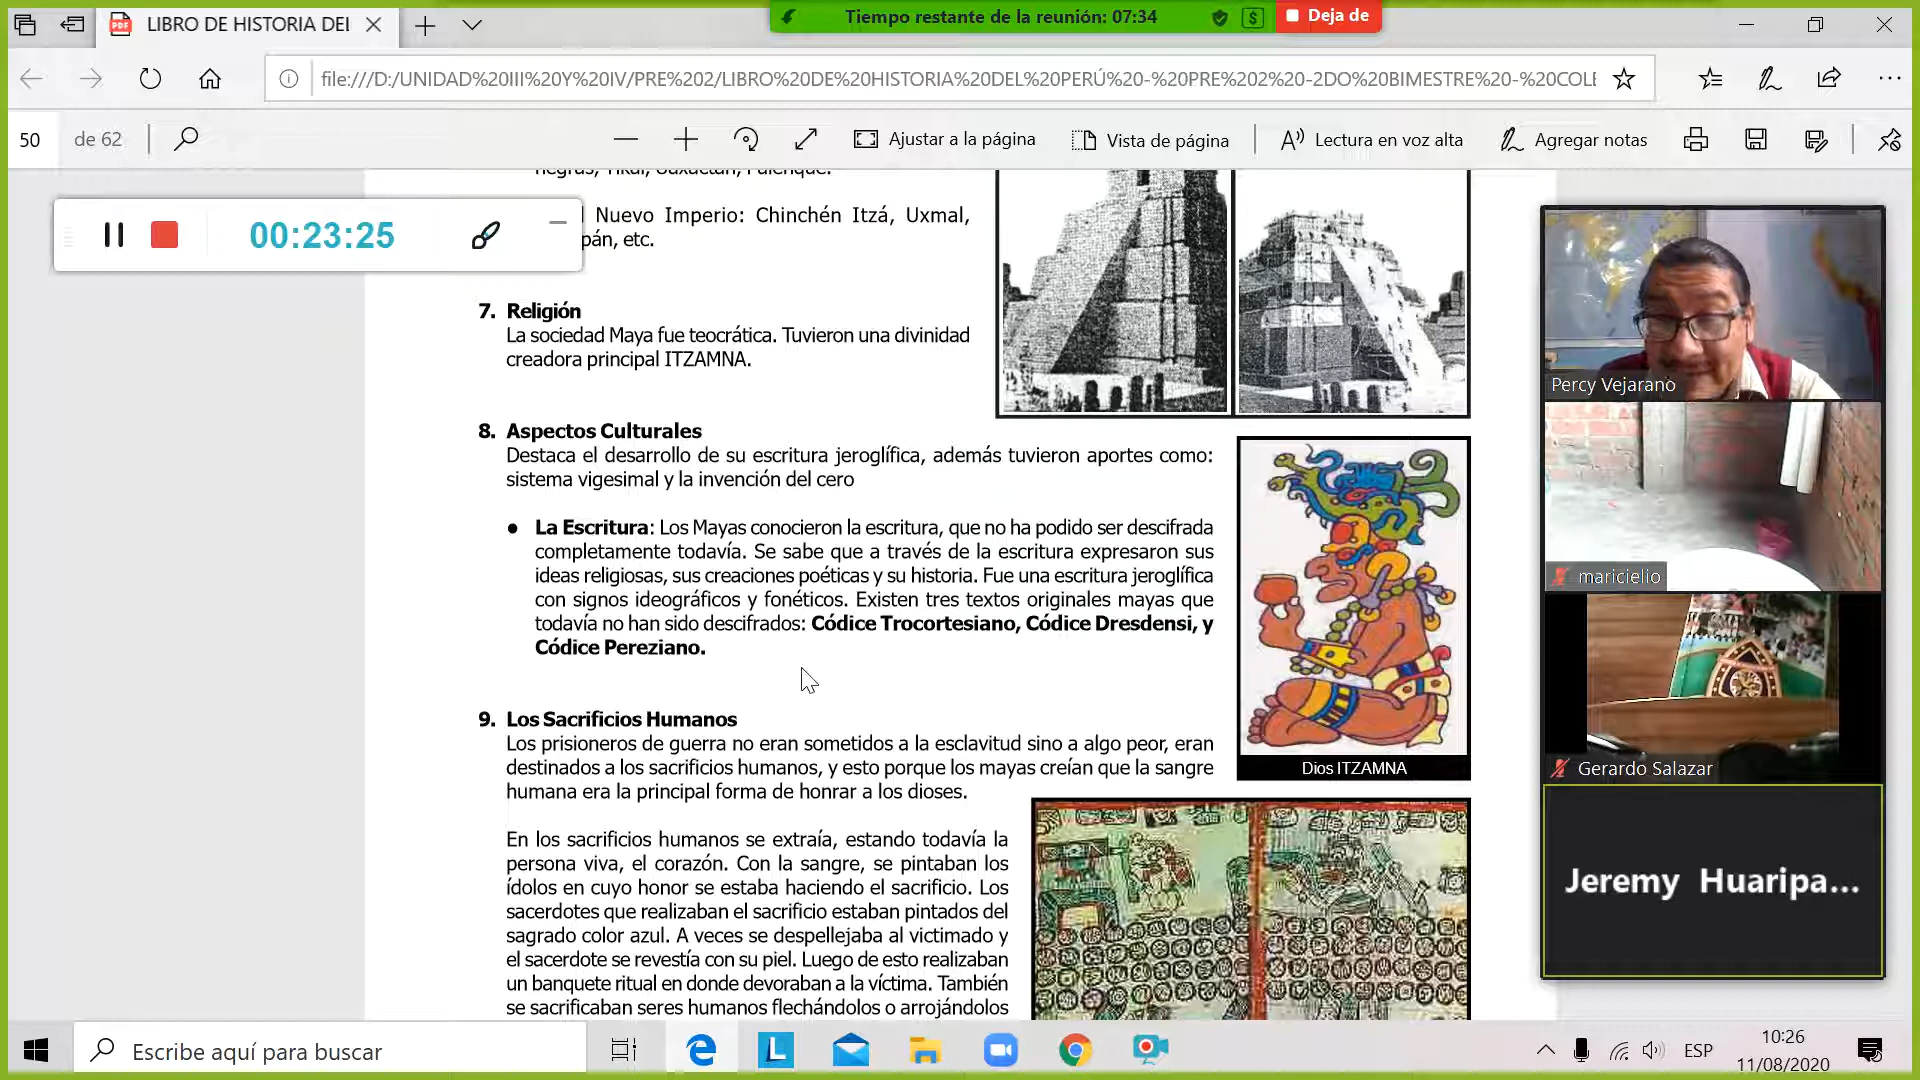 LIBRO DE HISTORIA DEL
Tiempo restante de la reunión: 07:34
Deja de
file:///D:/UNIDAD%20III%20Y%20IV/PRE%202/LIBRO%20DE%20HISTORIA%20DEL%20PERÚ%20-%20PRE%202%20-2DO%20BIMESTRE%20-%20COLE
50 de 62
Ajustar a la página
Vista de página
Lectura en voz alta
Agregar notas
negras, Tikal, Uaxactún, Palenque.
00:23:25
l Nuevo Imperio: Chinchén Itzá, Uxmal,
pán, etc.
7. Religión
La sociedad Maya fue teocrática. Tuvieron una divinidad
creadora principal ITZAMNA.
8. Aspectos Culturales
Destaca el desarrollo de su escritura jeroglífica, además tuvieron aportes como:
sistema vigesimal y la invención del cero
● La Escritura: Los Mayas conocieron la escritura, que no ha podido ser descifrada
completamente todavía. Se sabe que a través de la escritura expresaron sus
ideas religiosas, sus creaciones poéticas y su historia. Fue una escritura jeroglífica
con signos ideográficos y fonéticos. Existen tres textos originales mayas que
todavía no han sido descifrados: Códice Trocortesiano, Códice Dresdensi, y
Códice Pereziano.
Dios ITZAMNA
9. Los Sacrificios Humanos
Los prisioneros de guerra no eran sometidos a la esclavitud sino a algo peor, eran
destinados a los sacrificios humanos, y esto porque los mayas creían que la sangre
humana era la principal forma de honrar a los dioses.
En los sacrificios humanos se extraía, estando todavía la
persona viva, el corazón. Con la sangre, se pintaban los
ídolos en cuyo honor se estaba haciendo el sacrificio. Los
sacerdotes que realizaban el sacrificio estaban pintados del
sagrado color azul. A veces se despellejaba al victimado y
el sacerdote se revestía con su piel. Luego de esto realizaban
un banquete ritual en donde devoraban a la víctima. También
se sacrificaban seres humanos flechándolos o arrojándolos
Percy Vejarano
maricielio
Gerardo Salazar
Jeremy Huaripa...
Escribe aquí para buscar
ESP
10:26
11/08/2020